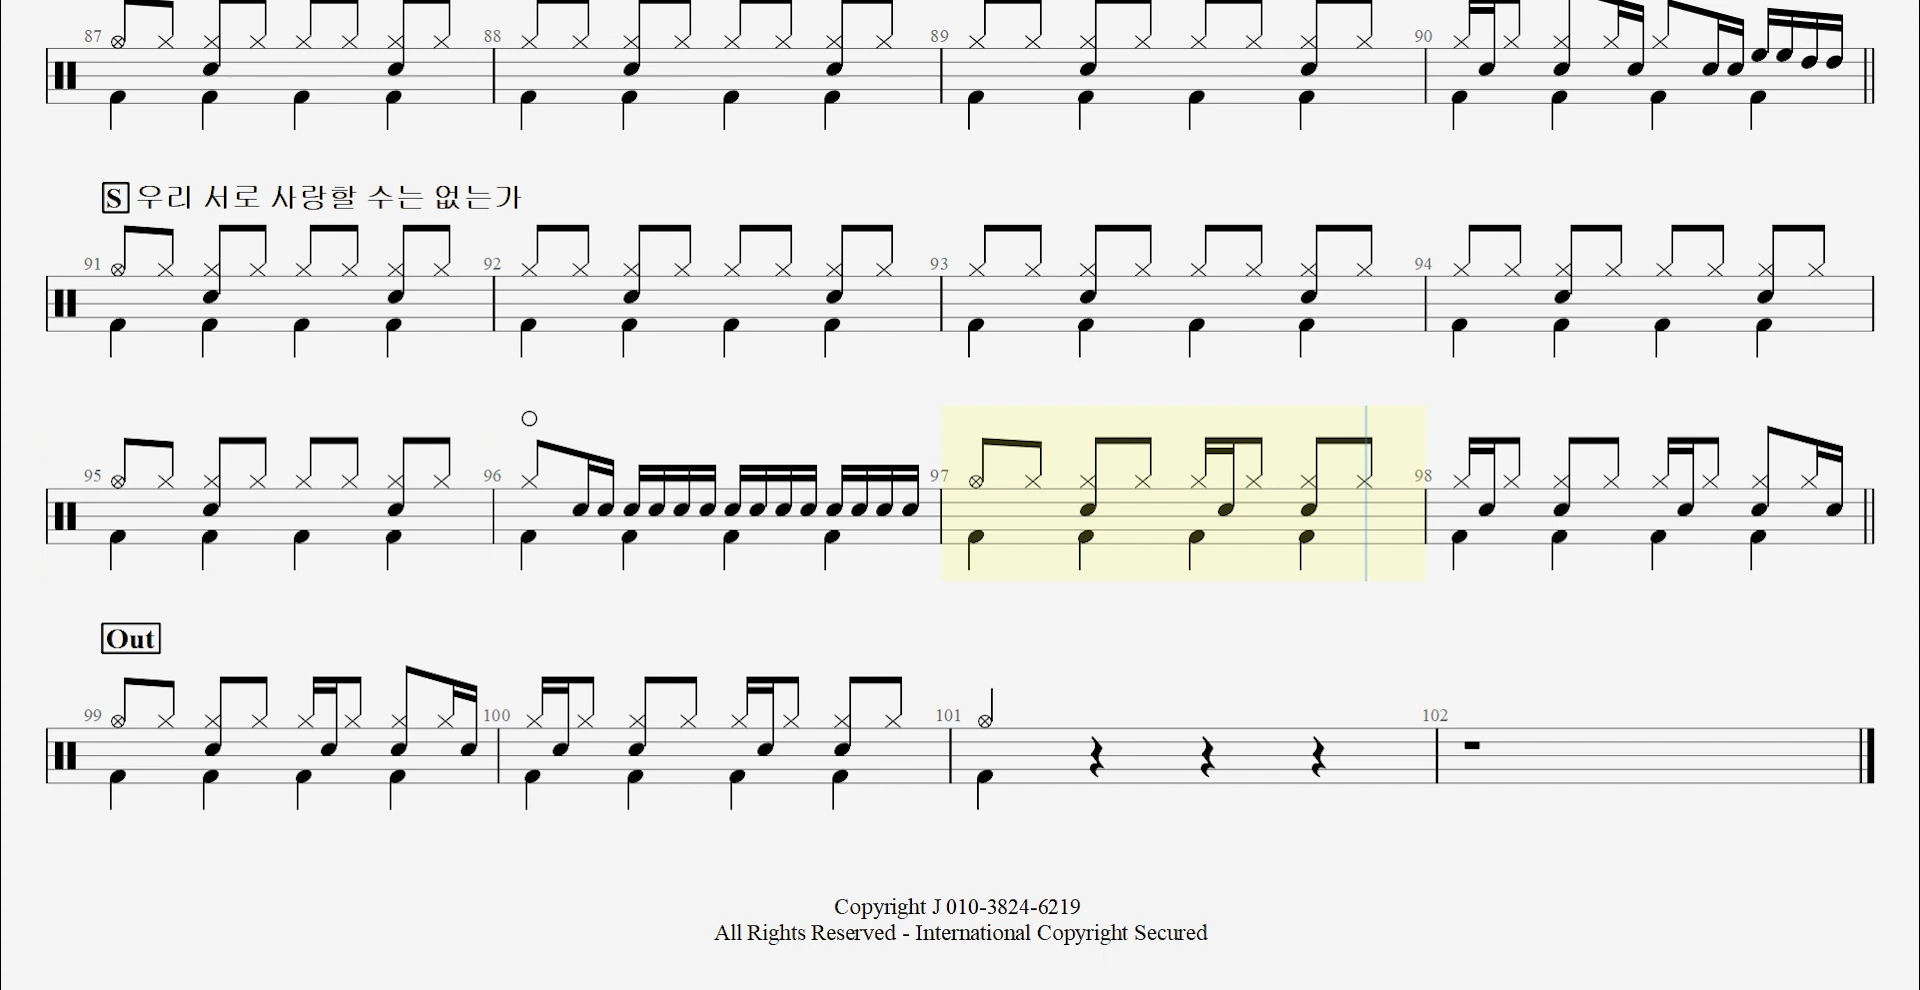 87 88 89 90
S 우리 서로 사랑할 수는 없는가
91 92 93 94
95 96 97 98
Out
99 100 101 102
Copyright J 010-3824-6219
All Rights Reserved - International Copyright Secured